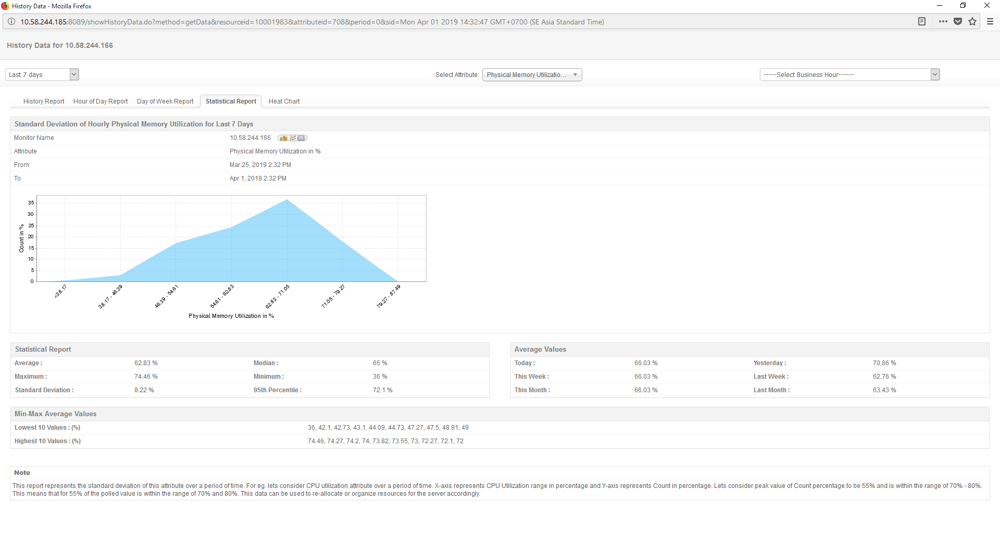 History Data - Mozilla Firefox
10.58.244.185:8089/showHistoryData.do?method=getData&resourceid=10001983&attributeid=708&period=0&sid=Mon Apr 01 2019 14:32:47 GMT+0700 (SE Asia Standard Time)
History Data for 10.58.244.166
Last 7 days
Select Attribute: Physical Memory Utilizatio...
-----Select Business Hour------
History Report Hour of Day Report Day of Week Report Statistical Report Heat Chart
Standard Deviation of Hourly Physical Memory Utilization for Last 7 Days
Monitor Name 10.58.244.166
Attribute Physical Memory Utilization in %
From Mar 25, 2019 2:32 PM
To Apr 1, 2019 2:32 PM
35
30
25
20
15
10
5
0
Count in %
<38.17
38.17 - 46.39
46.39 - 54.61
54.61 - 62.83
62.83 - 71.05
71.05 - 79.27
79.27 - 87.49
Physical Memory Utilization in %
Statistical Report
Average : 62.83 % Median : 65 %
Maximum : 74.46 % Minimum : 36 %
Standard Deviation : 8.22 % 95th Percentile : 72.1 %
Average Values
Today : 66.03 % Yesterday : 70.86 %
This Week : 66.03 % Last Week : 62.76 %
This Month : 66.03 % Last Month : 63.43 %
Min-Max Average Values
Lowest 10 Values : (%) 36, 42.1, 42.73, 43.1, 44.09, 44.73, 47.27, 47.5, 48.91, 49
Highest 10 Values : (%) 74.46, 74.27, 74.2, 74, 73.82, 73.55, 73, 72.27, 72.1, 72
Note
This report represents the standard deviation of this attribute over a period of time. For eg. lets consider CPU utilization attribute over a period of time. X-axis represents CPU Utilization range in percentage and Y-axis represents Count in percentage. Lets consider peak value of Count percentage to be 55% and is within the range of 70% - 80%.
This means that for 55% of the polled value is within the range of 70% and 80%. This data can be used to re-allocate or organize resources for the server accordingly.